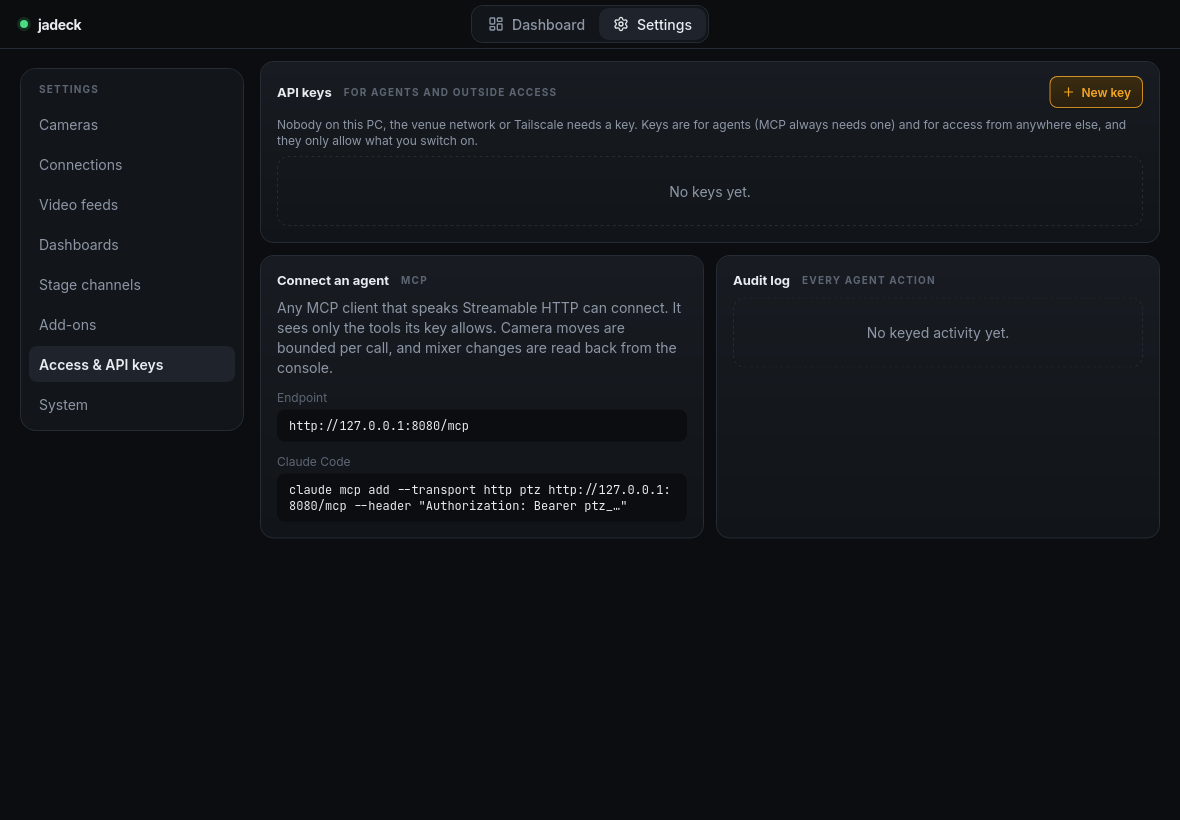 jadeck
Dashboard
Settings
SETTINGS
Cameras
Connections
Video feeds
Dashboards
Stage channels
Add-ons
Access & API keys
System
API keys FOR AGENTS AND OUTSIDE ACCESS
New key
Nobody on this PC, the venue network or Tailscale needs a key. Keys are for agents (MCP always needs one) and for access from anywhere else, and
they only allow what you switch on.
No keys yet.
Connect an agent MCP
Any MCP client that speaks Streamable HTTP can connect. It
sees only the tools its key allows. Camera moves are
bounded per call, and mixer changes are read back from the
console.
Endpoint
http://127.0.0.1:8080/mcp
Claude Code
claude mcp add --transport http ptz http://127.0.0.1:
8080/mcp --header "Authorization: Bearer ptz_…"
Audit log EVERY AGENT ACTION
No keyed activity yet.